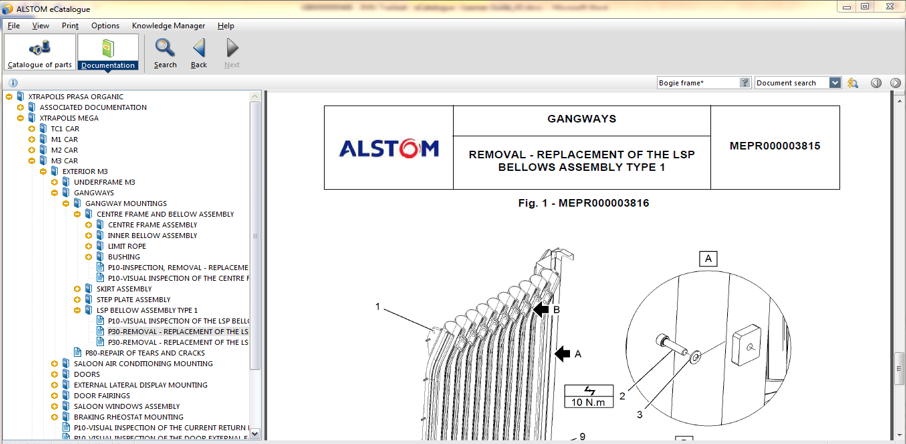 ALSTOM eCatalogue
File View Print Options Knowledge Manager Help
Catalogue of parts Documentation Search Back Next
Bogie frame* Document search
XTRAPOLIS PRASA ORGANIC
ASSOCIATED DOCUMENTATION
XTRAPOLIS MEGA
TC1 CAR
M1 CAR
M2 CAR
M3 CAR
EXTERIOR M3
UNDERFRAME M3
GANGWAYS
GANGWAY MOUNTINGS
CENTRE FRAME AND BELLOW ASSEMBLY
CENTRE FRAME ASSEMBLY
INNER BELLOW ASSEMBLY
LIMIT ROPE
BUSHING
P10-INSPECTION, REMOVAL - REPLACEME
P10-VISUAL INSPECTION OF THE CENTRE F
SKIRT ASSEMBLY
STEP PLATE ASSEMBLY
LSP BELLOW ASSEMBLY TYPE 1
P10-VISUAL INSPECTION OF THE LSP BELLO
P30-REMOVAL - REPLACEMENT OF THE LS
P30-REMOVAL - REPLACEMENT OF THE LS
P80-REPAIR OF TEARS AND CRACKS
SALOON AIR CONDITIONING MOUNTING
DOORS
EXTERNAL LATERAL DISPLAY MOUNTING
DOOR FAIRINGS
SALOON WINDOWS ASSEMBLY
BRAKING RHEOSTAT MOUNTING
P10-VISUAL INSPECTION OF THE CURRENT RETURN
P10-VISUAL INSPECTION OF THE DOOR EXTERNAL F
ALSTOM
GANGWAYS
REMOVAL - REPLACEMENT OF THE LSP
BELLOWS ASSEMBLY TYPE 1
MEPR000003815
Fig. 1 - MEPR000003816
A
1
B
A
2
10 N.m
3
9